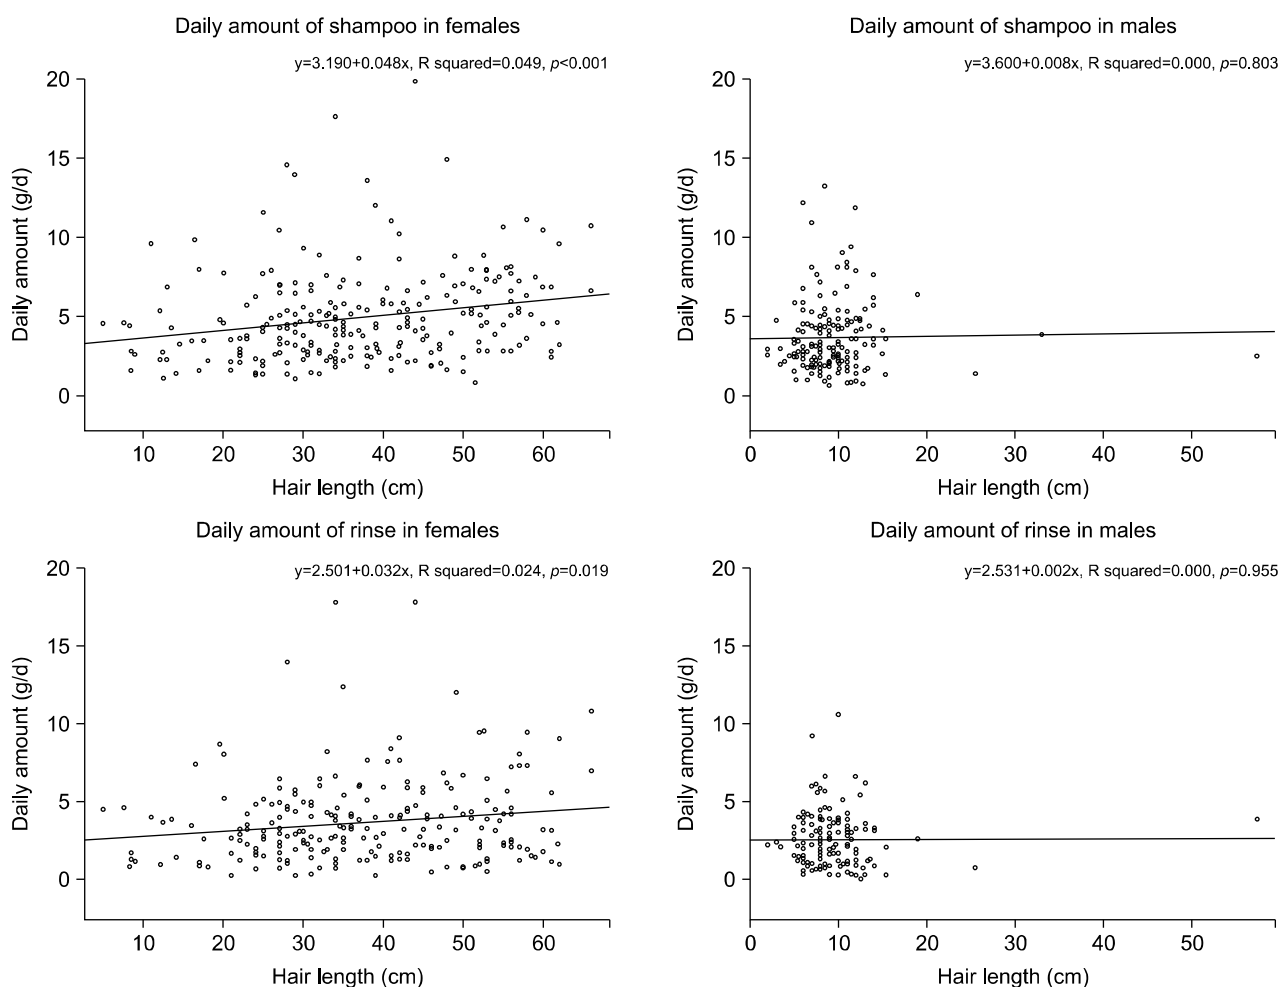 Daily amount of shampoo in females
y=3.190+0.048x, R squared=0.049, p<0.001
20
15
10
5
0
Daily amount (g/d)
10 20 30 40 50 60
Hair length (cm)
Daily amount of shampoo in males
y=3.600+0.008x, R squared=0.000, p=0.803
20
15
10
5
0
Daily amount (g/d)
0 10 20 30 40 50
Hair length (cm)
Daily amount of rinse in females
y=2.501+0.032x, R squared=0.024, p=0.019
20
15
10
5
0
Daily amount (g/d)
10 20 30 40 50 60
Hair length (cm)
Daily amount of rinse in males
y=2.531+0.002x, R squared=0.000, p=0.955
20
15
10
5
0
Daily amount (g/d)
0 10 20 30 40 50
Hair length (cm)